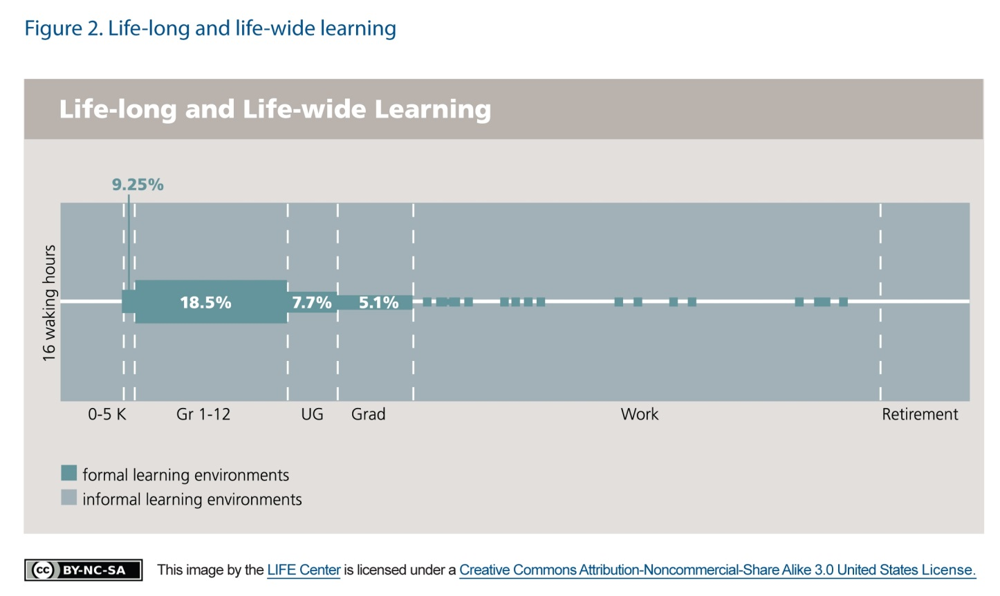 Figure 2. Life-long and life-wide learning
Life-long and Life-wide Learning
9.25%
16 waking hours
18.5%
7.7%
5.1%
0-5 K
Gr 1-12
UG
Grad
Work
Retirement
formal learning environments
informal learning environments
cc BY-NC-SA
This image by the LIFE Center is licensed under a Creative Commons Attribution-Noncommercial-Share Alike 3.0 United States License.